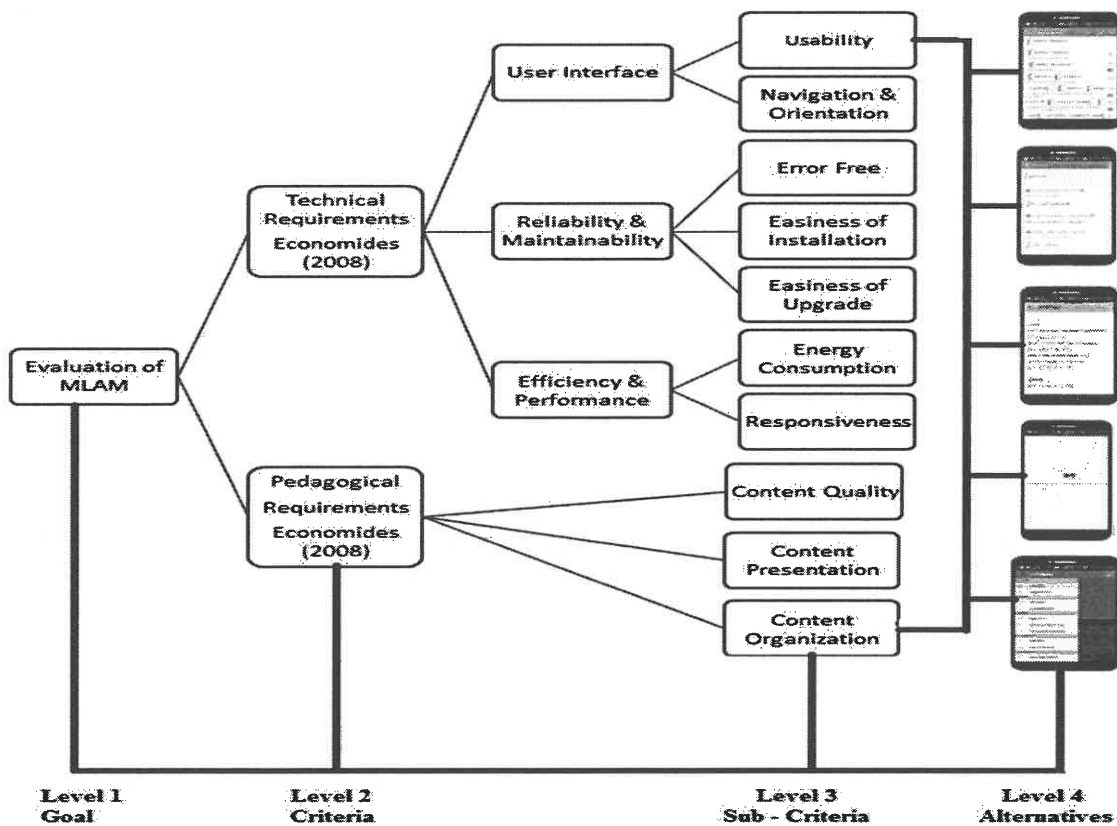 Usability
User Interface
Navigation &
Orientation
Error Free
Technical
Requirements
Economides
(2008)
Reliability &
Maintainability
Easiness of
Installation
Easiness of
Upgrade
Evaluation of
MLAM
Energy
Consumption
Efficiency &
Performance
Responsiveness
Pedagogical
Requirements
Economides
(2008)
Content Quality
Content
Presentation
Content
Organization
Level 1
Goal
Level 2
Criteria
Level 3
Sub - Criteria
Level 4
Alternatives